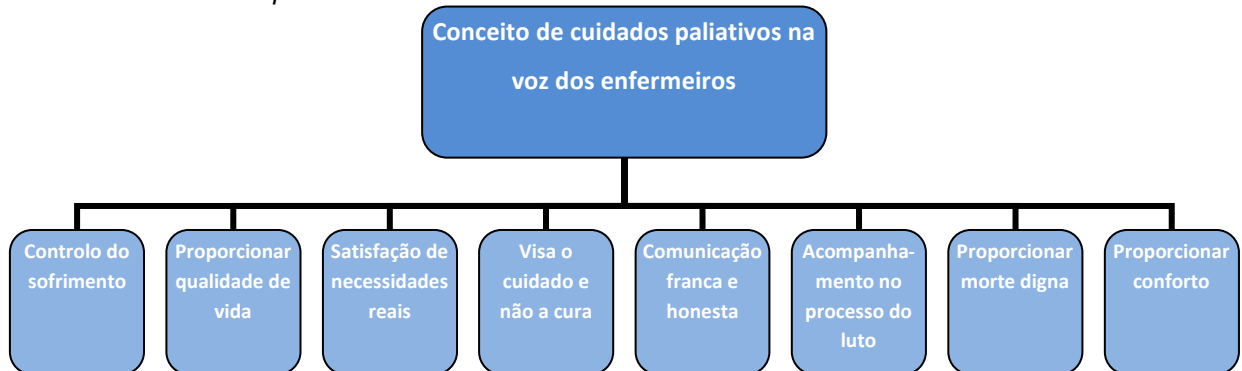 Conceito de cuidados paliativos na
voz dos enfermeiros
Controlo do
sofrimento
Proporcionar
qualidade de
vida
Satisfação de
necessidades
reais
Visa o
cuidado e
não a cura
Comunicação
franca e
honesta
Acompanha-
mento no
processo do
luto
Proporcionar
morte digna
Proporcionar
conforto